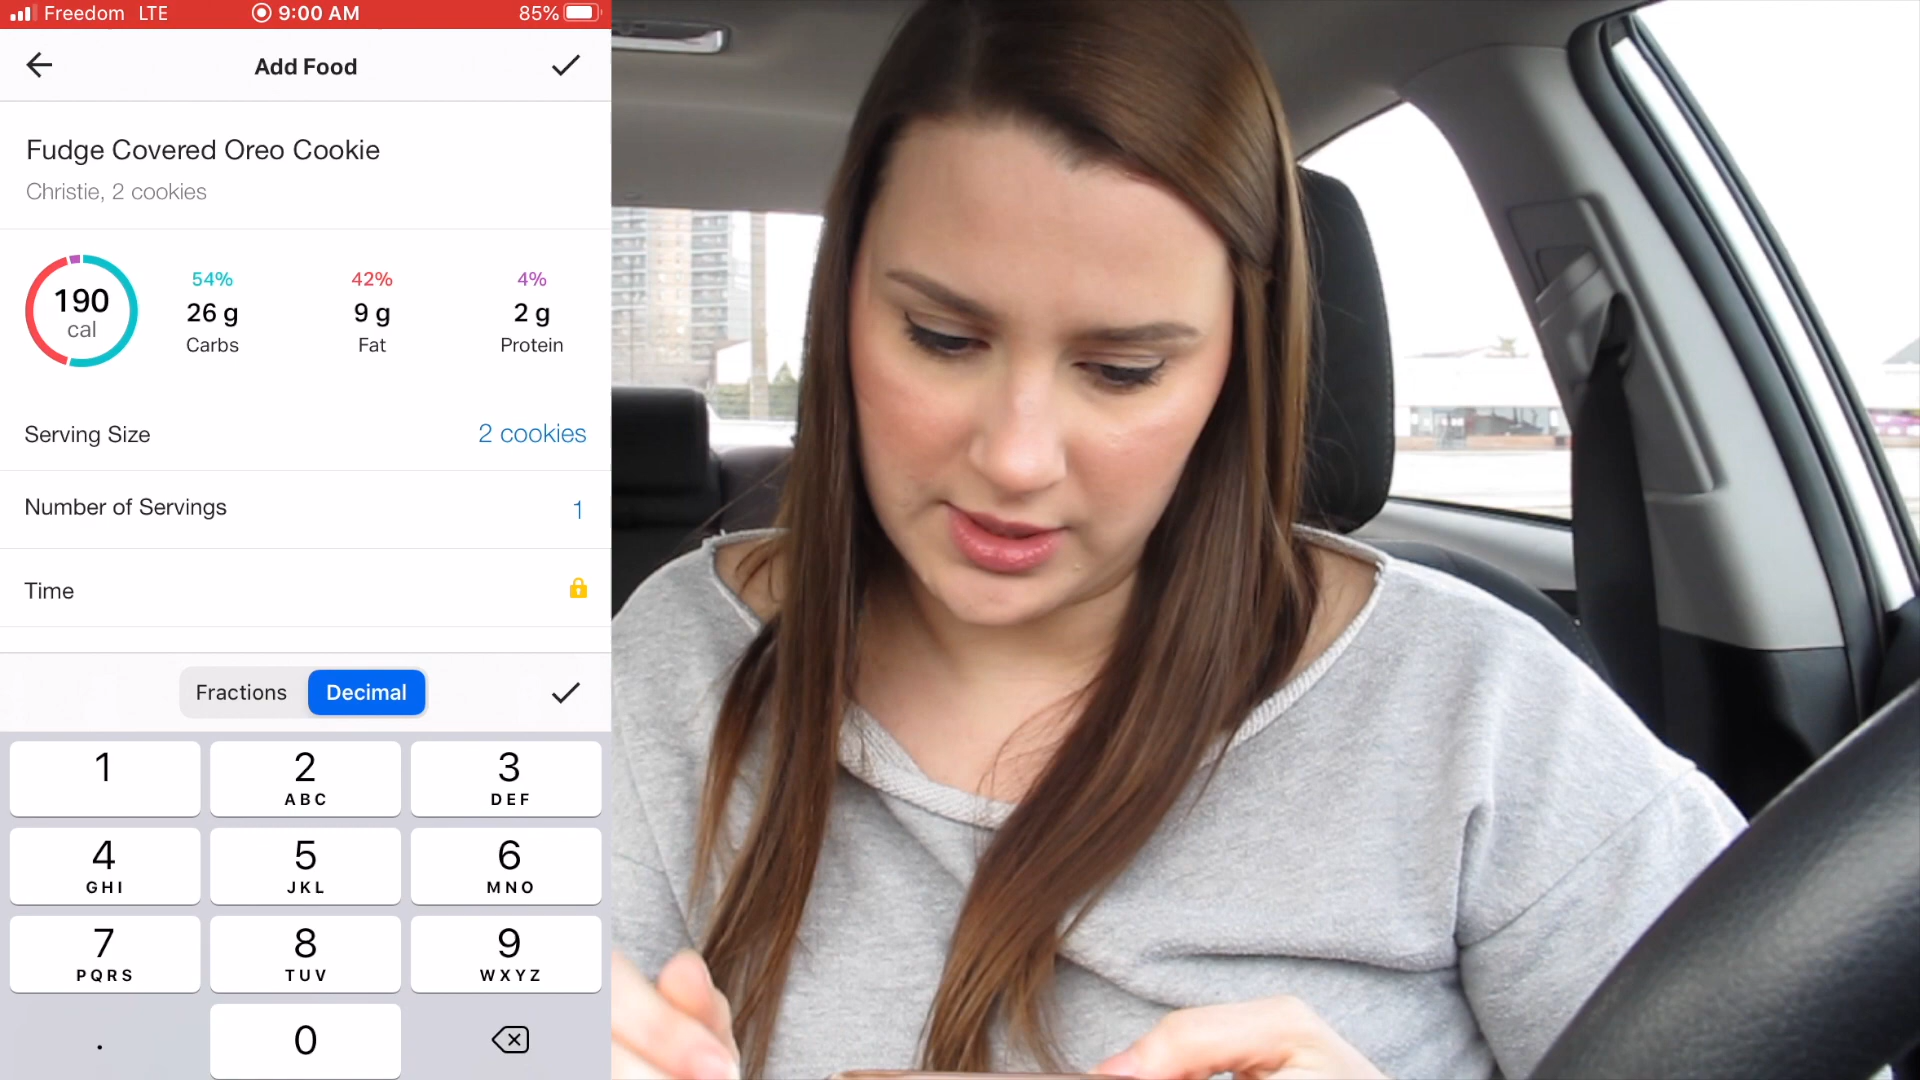 Freedom LTE 9:00 AM 85%
Add Food
Fudge Covered Oreo Cookie
Christie, 2 cookies
190
cal
54% 42% 4%
26 g 9 g 2 g
Carbs Fat Protein
Serving Size 2 cookies
Number of Servings 1
Time
Fractions Decimal
1 2 3
ABC DEF
4 5 6
GHI JKL MNO
7 8 9
PQRS TUV WXYZ
. 0